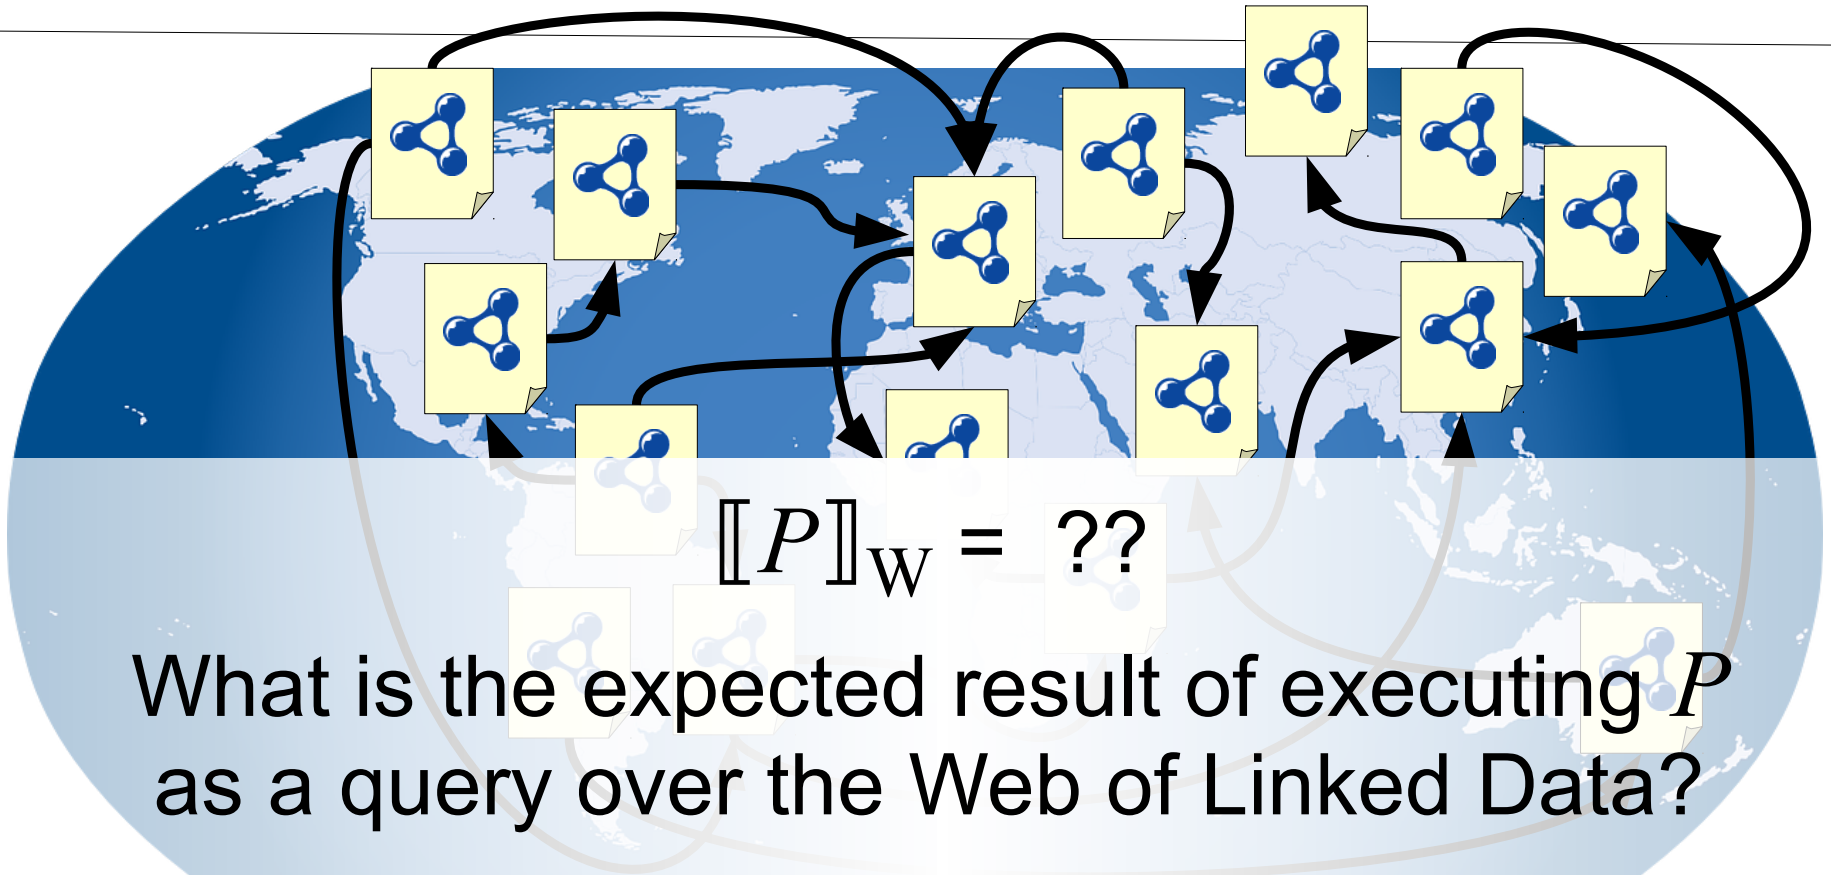 ⟦P⟧W = ??
What is the expected result of executing P
as a query over the Web of Linked Data?